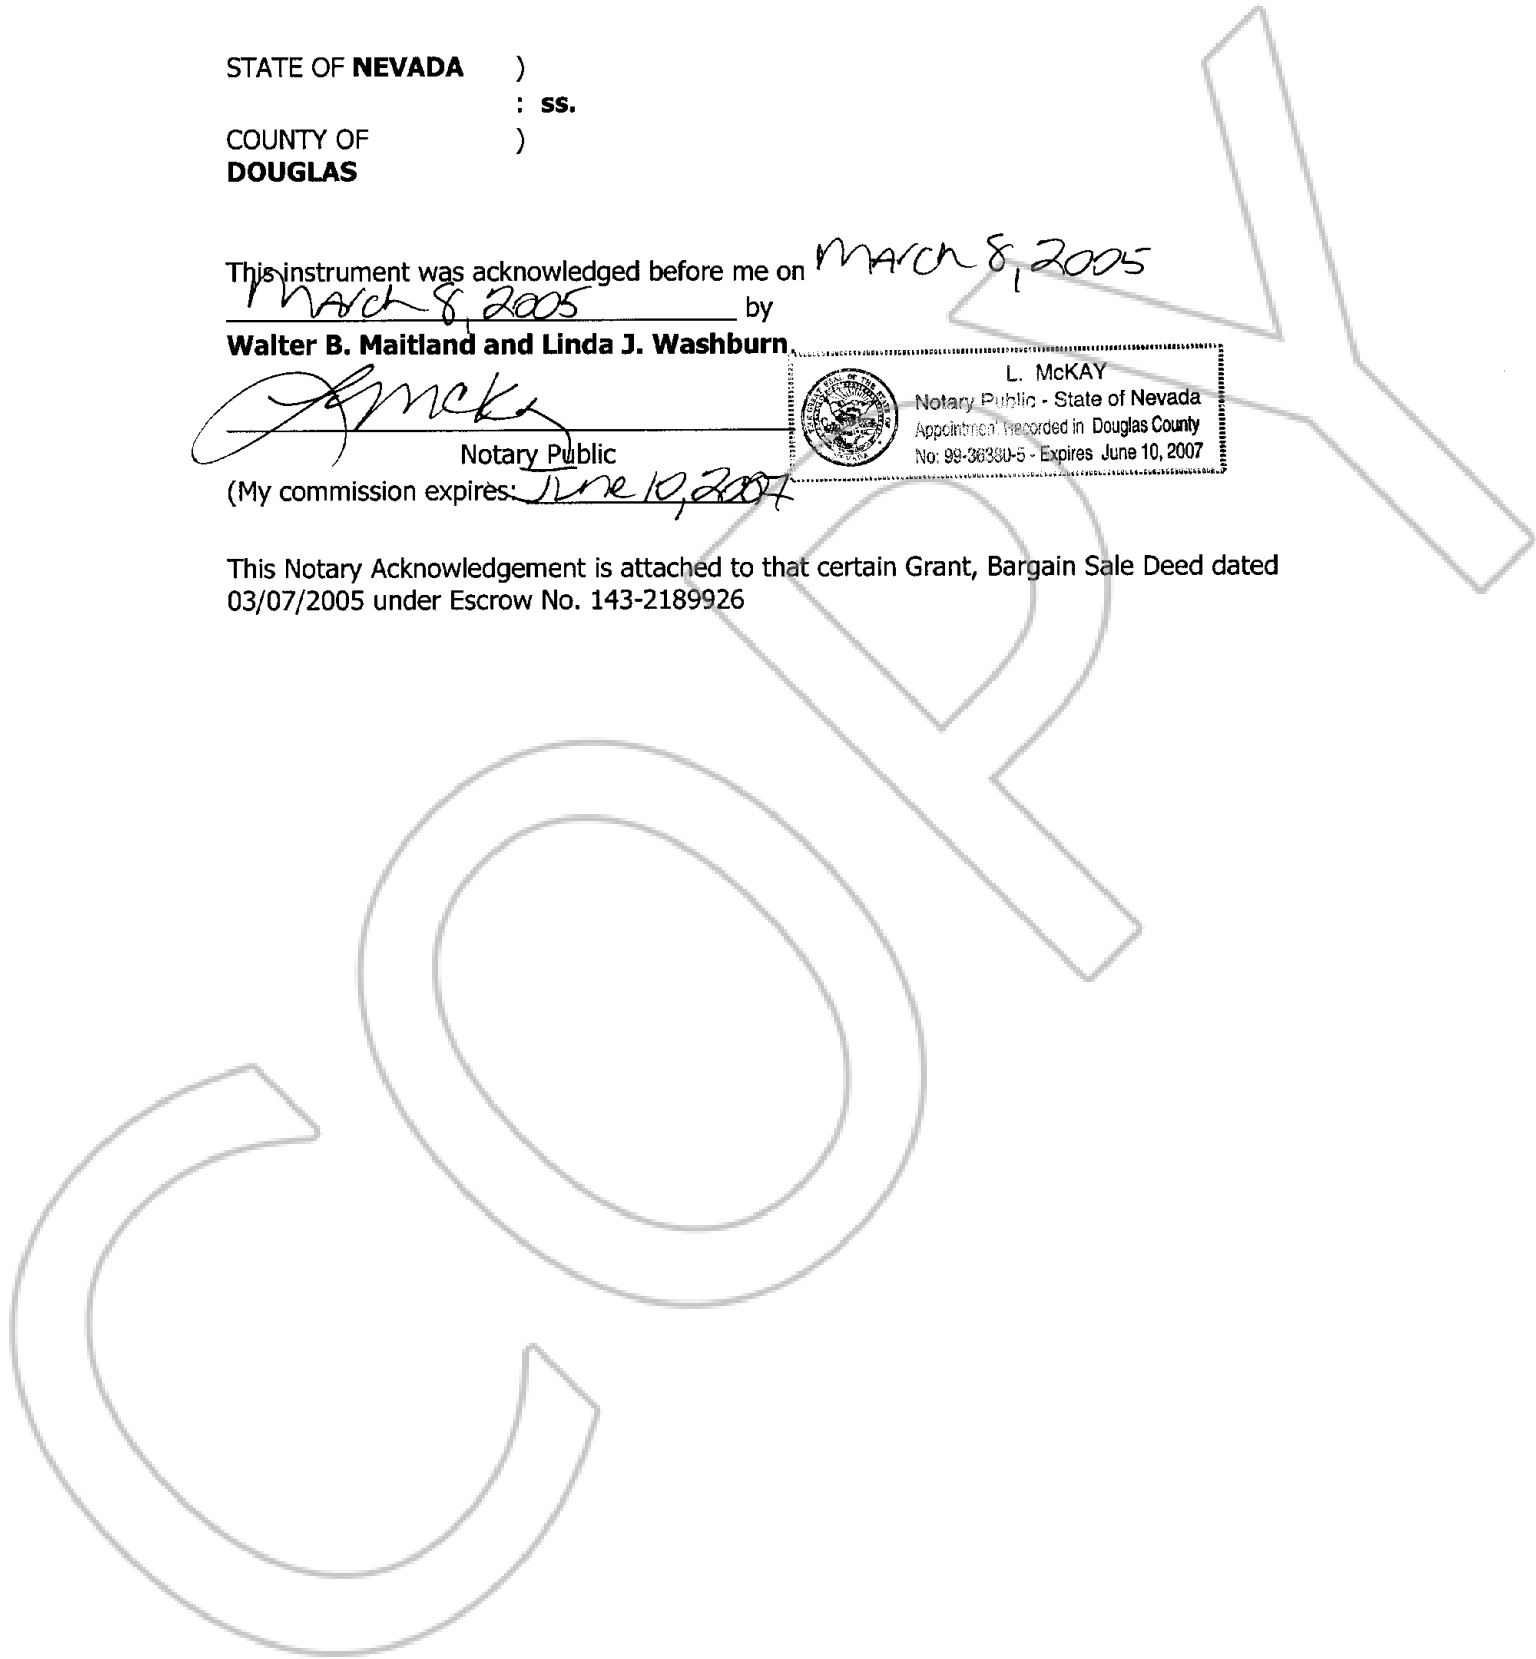 STATE OF NEVADA )
: ss.
COUNTY OF )
DOUGLAS
This instrument was acknowledged before me on March 8, 2005
March 8, 2005 by
Walter B. Maitland and Linda J. Washburn.
L McKay
Notary Public
(My commission expires: June 10, 2007
L. McKAY
Notary Public - State of Nevada
Appointment Recorded in Douglas County
No: 99-36380-5 - Expires June 10, 2007
This Notary Acknowledgement is attached to that certain Grant, Bargain Sale Deed dated
03/07/2005 under Escrow No. 143-2189926
COPY